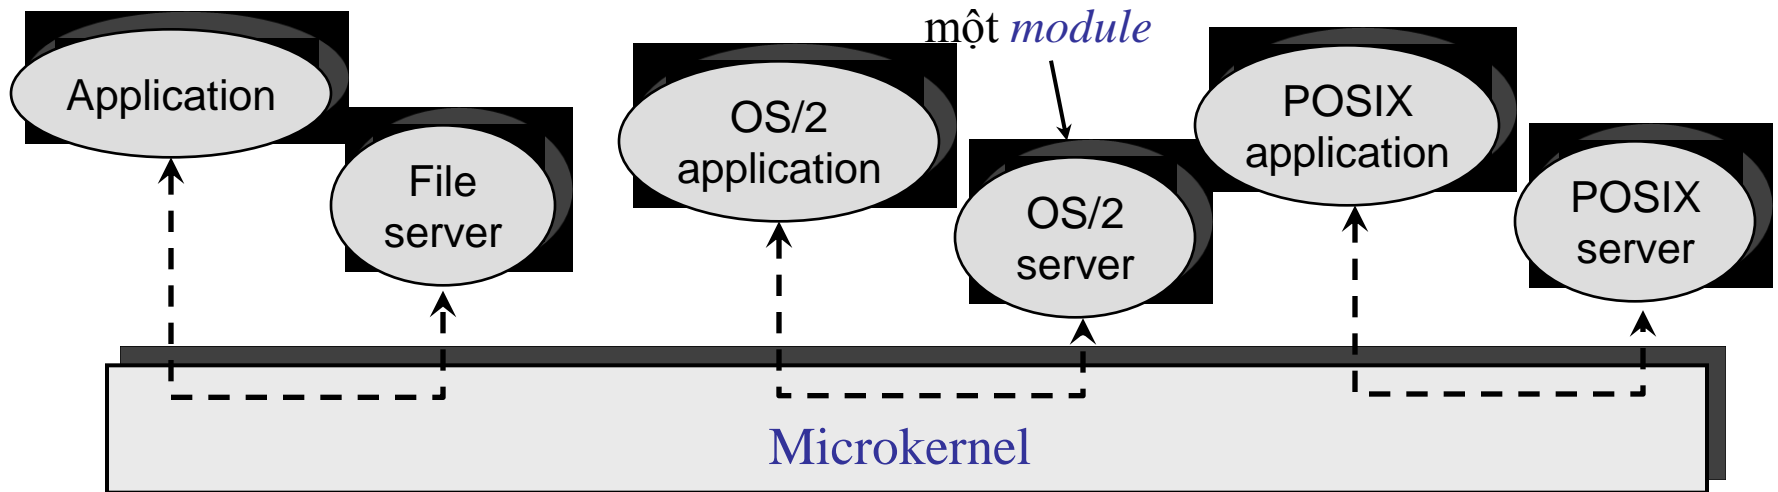 một module
Application
File
server
OS/2
application
OS/2
server
POSIX
application
POSIX
server
Microkernel